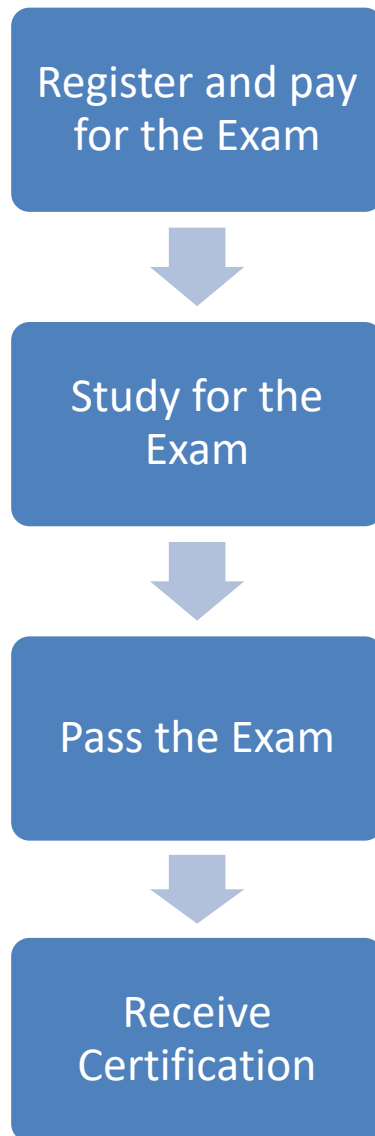 Register and pay
for the Exam
Study for the
Exam
Pass the Exam
Receive
Certification